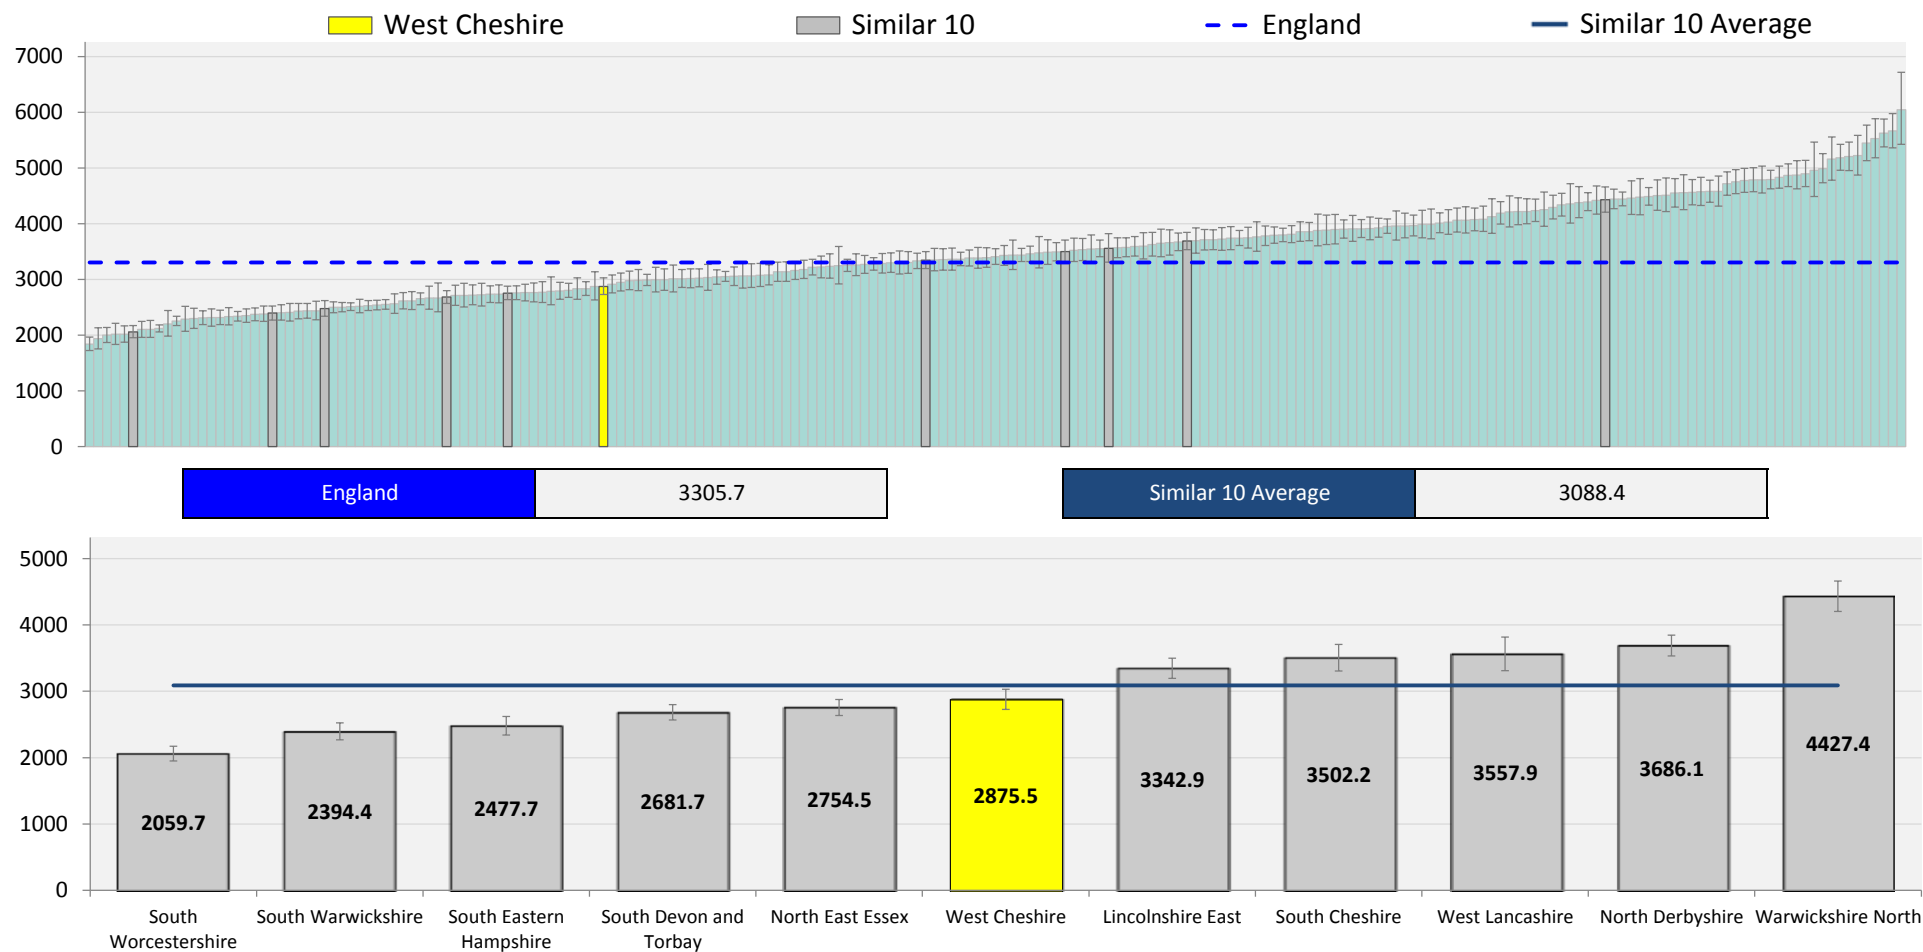 West Cheshire Similar 10 England Similar 10 Average
7000
6000
5000
4000
3000
2000
1000
0
England 3305.7 Similar 10 Average 3088.4
5000
4000
3000
2000
1000
0
2059.7 2394.4 2477.7 2681.7 2754.5 2875.5 3342.9 3502.2 3557.9 3686.1 4427.4
South Worcestershire
South Warwickshire
South Eastern Hampshire
South Devon and Torbay
North East Essex
West Cheshire
Lincolnshire East
South Cheshire
West Lancashire
North Derbyshire
Warwickshire North